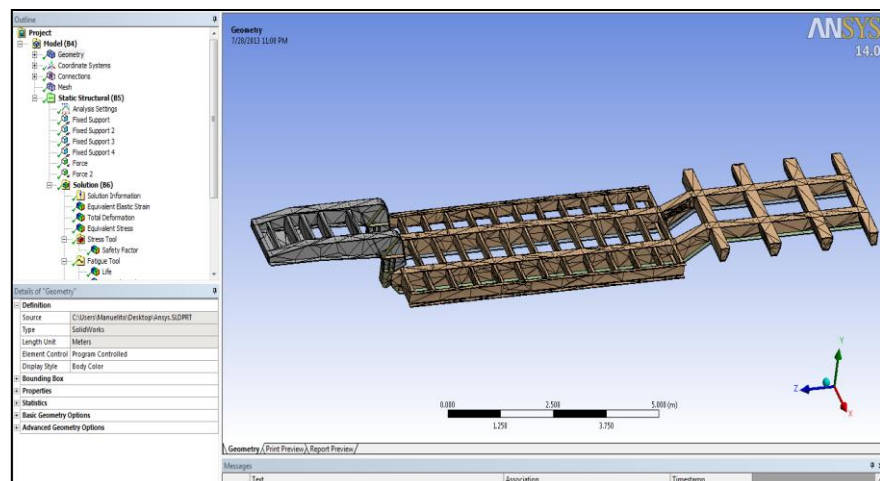 Outline
Project
Model (B4)
Geometry
Coordinate Systems
Connections
Mesh
Static Structural (B5)
Analysis Settings
Fixed Support
Fixed Support 2
Fixed Support 3
Fixed Support 4
Force
Force 2
Solution (B6)
Solution Information
Equivalent Elastic Strain
Total Deformation
Equivalent Stress
Stress Tool
Safety Factor
Fatigue Tool
Life
Details of "Geometry"
Definition
Source C:\Users\Manuelito\Desktop\Ansys.SLDPRT
Type SolidWorks
Length Unit Meters
Element Control Program Controlled
Display Style Body Color
Bounding Box
Properties
Statistics
Basic Geometry Options
Advanced Geometry Options
Geometry
7/28/2013 11:08 PM
ANSYS
14.0
Y
Z
X
0.000 2.500 5.000 (m)
1.250 3.750
Geometry Print Preview Report Preview
Messages
Text Association Timestamp